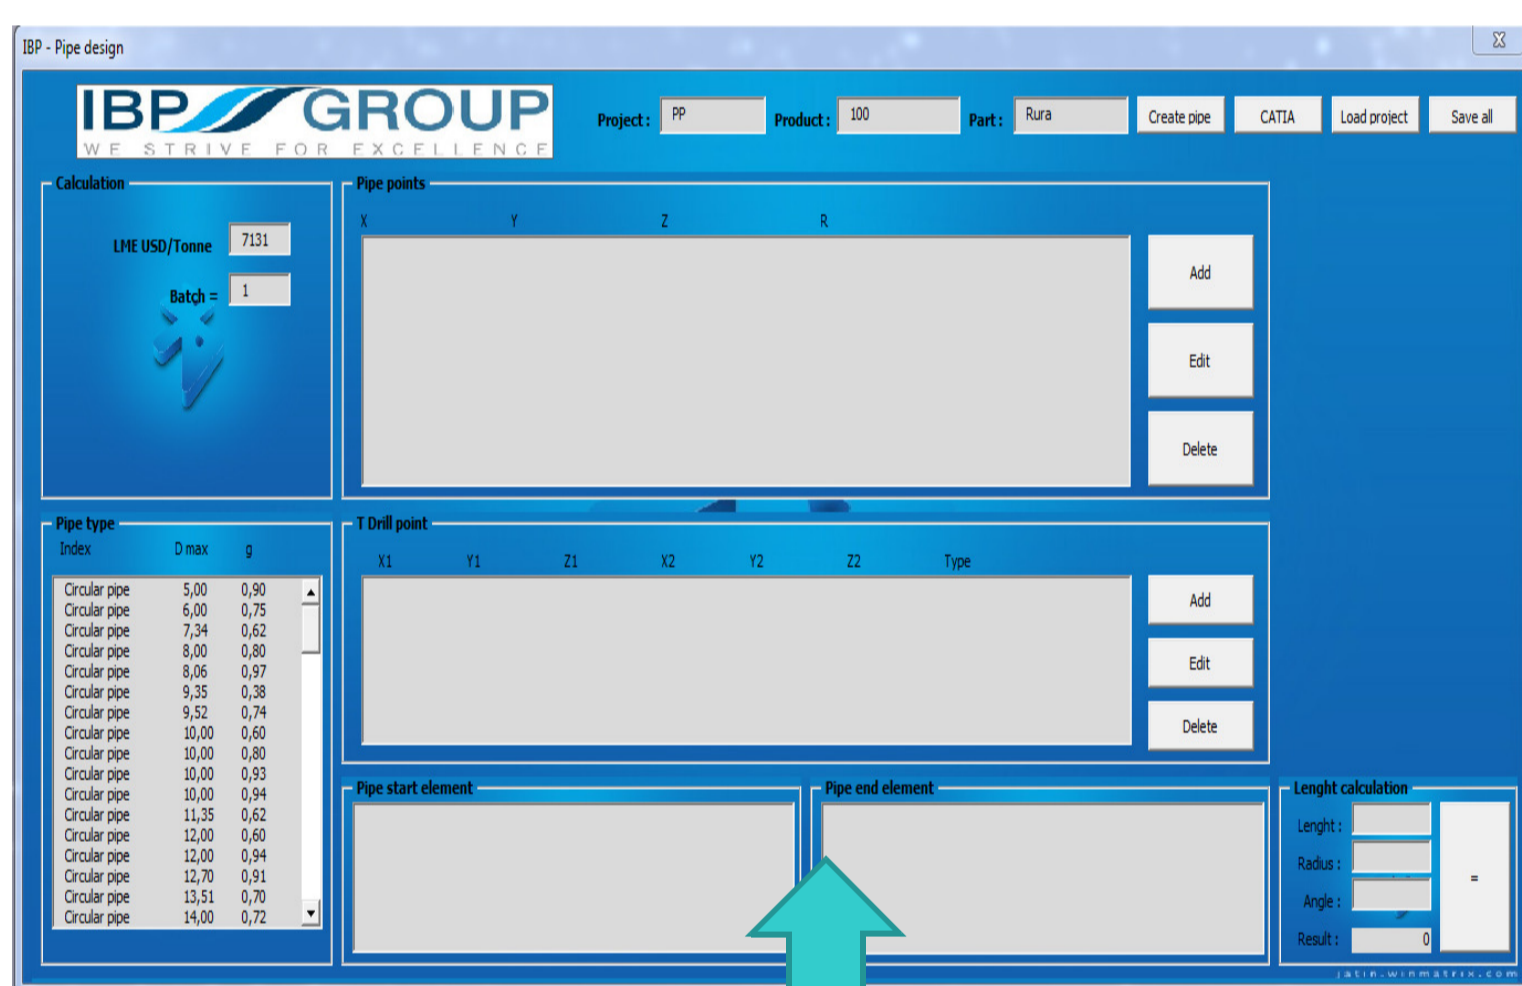 IBP - Pipe design
IBP GROUP
WE STRIVE FOR EXCELLENCE
Project : PP Product : 100 Part : Rura Create pipe CATIA Load project Save all
Calculation
LME USD/Tonne 7131
Batch = 1
Pipe points
X Y Z R
Add
Edit
Delete
Pipe type
Index D max g
Circular pipe 5,00 0,90
Circular pipe 6,00 0,75
Circular pipe 7,34 0,62
Circular pipe 8,00 0,80
Circular pipe 8,06 0,97
Circular pipe 9,35 0,38
Circular pipe 9,52 0,74
Circular pipe 10,00 0,60
Circular pipe 10,00 0,80
Circular pipe 10,00 0,93
Circular pipe 10,00 0,94
Circular pipe 11,35 0,62
Circular pipe 12,00 0,60
Circular pipe 12,00 0,94
Circular pipe 12,70 0,91
Circular pipe 13,51 0,70
Circular pipe 14,00 0,72
T Drill point
X1 Y1 Z1 X2 Y2 Z2 Type
Add
Edit
Delete
Pipe start element
Pipe end element
Lenght calculation
Lenght :
Radius :
Angle :
Result : 0
=
jatin.winmatrix.com